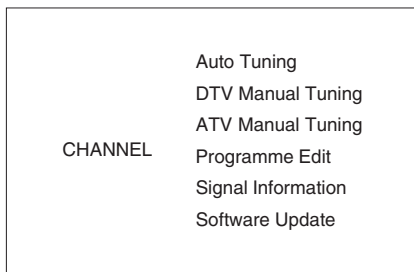 CHANNEL
Auto Tuning
DTV Manual Tuning
ATV Manual Tuning
Programme Edit
Signal Information
Software Update